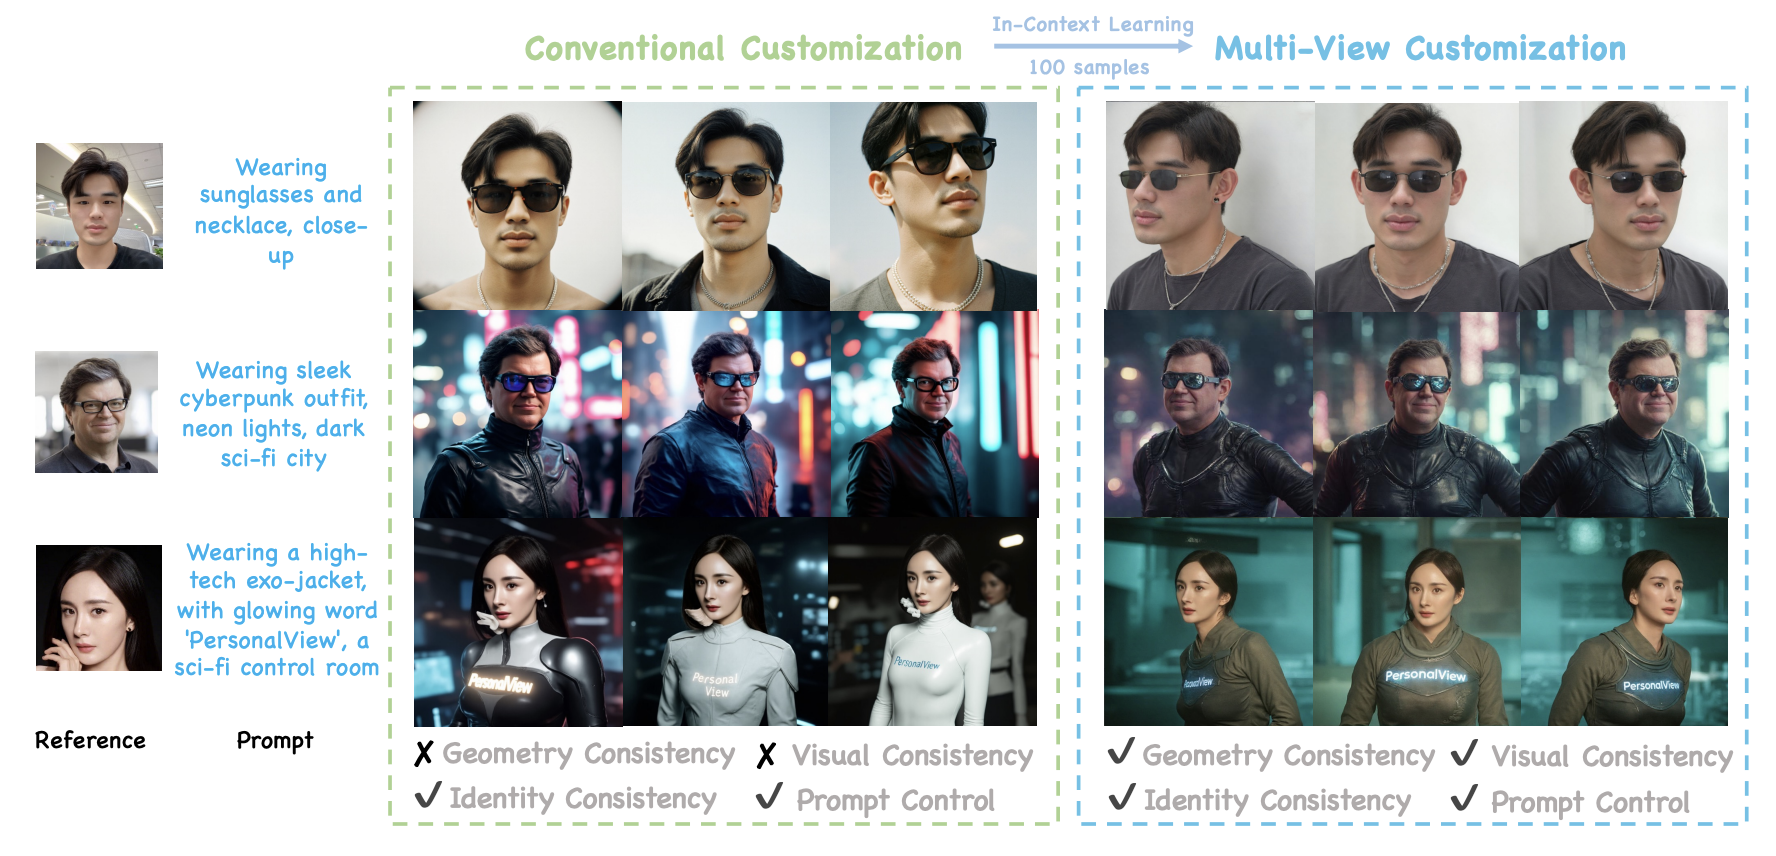 In-Context Learning
Conventional Customization
Multi-View Customization
100 samples
Wearing
sunglasses and
necklace, close-
up
Wearing sleek
cyberpunk outfit,
neon lights, dark
sci-fi city
Wearing a high-
tech exo-jacket,
with glowing word
'PersonalView', a
sci-fi control room
PersonalView
Personal
View
PersonalView
PersonalView
PersonalView
Reference
Prompt
✗ Geometry Consistency
✗ Visual Consistency
✓ Identity Consistency
✓ Prompt Control
✓ Geometry Consistency
✓ Visual Consistency
✓ Identity Consistency
✓ Prompt Control